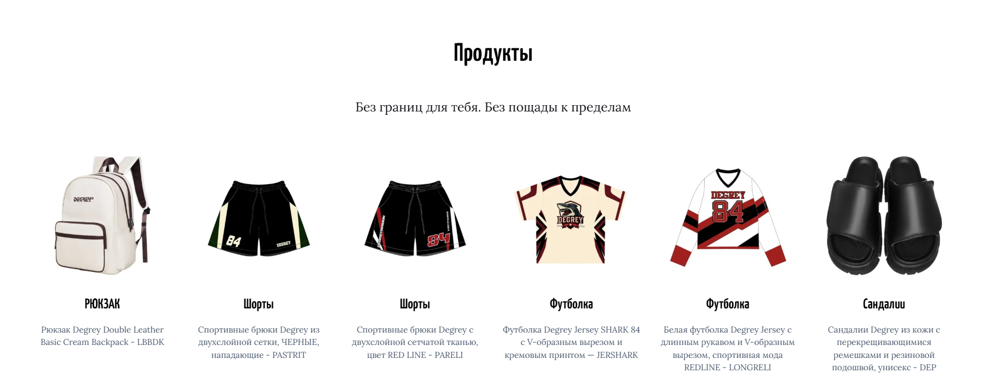 Продукты
Без границ для тебя. Без пощады к пределам
DEGREY
84
DEGREY
84
DEGREY
DEGREY
84
РЮКЗАК
Рюкзак Degrey Double Leather
Basic Cream Backpack - LBBDK
Шорты
Спортивные брюки Degrey из
двухслойной сетки, ЧЕРНЫЕ,
нападающие - PASTRIT
Шорты
Спортивные брюки Degrey с
двухслойной сетчатой тканью,
цвет RED LINE - PARELI
Футболка
Футболка Degrey Jersey SHARK 84
с V-образным вырезом и
кремовым принтом — JERSHARK
Футболка
Белая футболка Degrey Jersey с
длинным рукавом и V-образным
вырезом, спортивная мода
REDLINE - LONGRELI
Сандалии
Сандалии Degrey из кожи с
перекрещивающимися
ремешками и резиновой
подошвой, унисекс - DEP